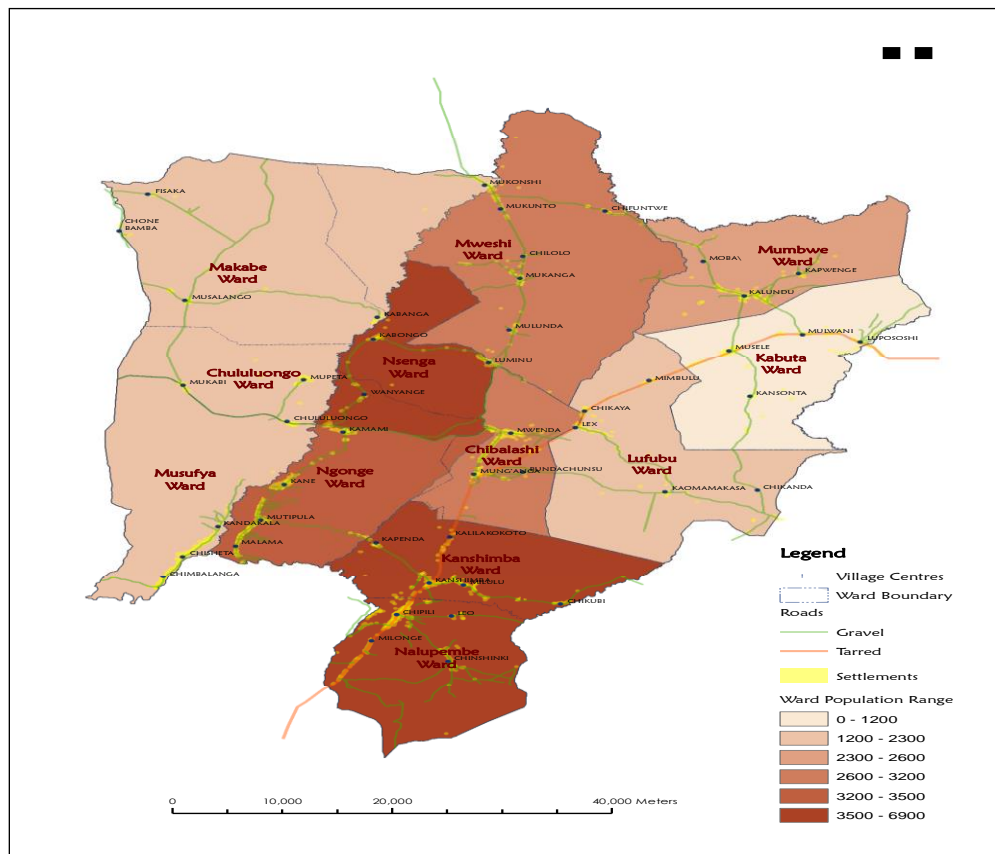 MUKONSHI
FISAKA
MUKUNTO
CHIFUNTWE
CHONE
BAMBA
Mweshi
Ward
Mumbwe
Ward
CHILOLO
MOBA
KAPWENGE
Makabe
Ward
MUKANGA
MUSALANGO
KALUNDU
KABANGA
MULUNDA
MULWANI
KABONGO
LUPOSOSHI
MUSELE
Nsenga
Ward
LUMINU
Kabuta
Ward
Chululuongo
Ward
MUPETA
MUKABI
MIMBULU
WANYANGE
KANSONTA
CHIKAYA
CHULULUONGO
LEX
KAMAMI
MWENDA
Chibalashi
Ward
Lufubu
Ward
Musufya
Ward
Ngonge
Ward
MUNG'ANGA
BUNDACHUNSU
KANE
KAOMAMAKASA
CHIKANDA
MUTIPULA
KANDAKALA
KALILAKOKOTO
MALAMA
KAPENDA
CHISHETA
Kanshimba
Ward
CHIMBALANGA
KANSHIMBA
CHIKUBI
CHIPILI
LEO
MILONGE
Nalupembe
Ward
CHINSHINKI
Legend
Village Centres
Ward Boundary
Roads
Gravel
Tarred
Settlements
Ward Population Range
0 - 1200
1200 - 2300
2300 - 2600
2600 - 3200
3200 - 3500
3500 - 6900
0 10,000 20,000 40,000 Meters